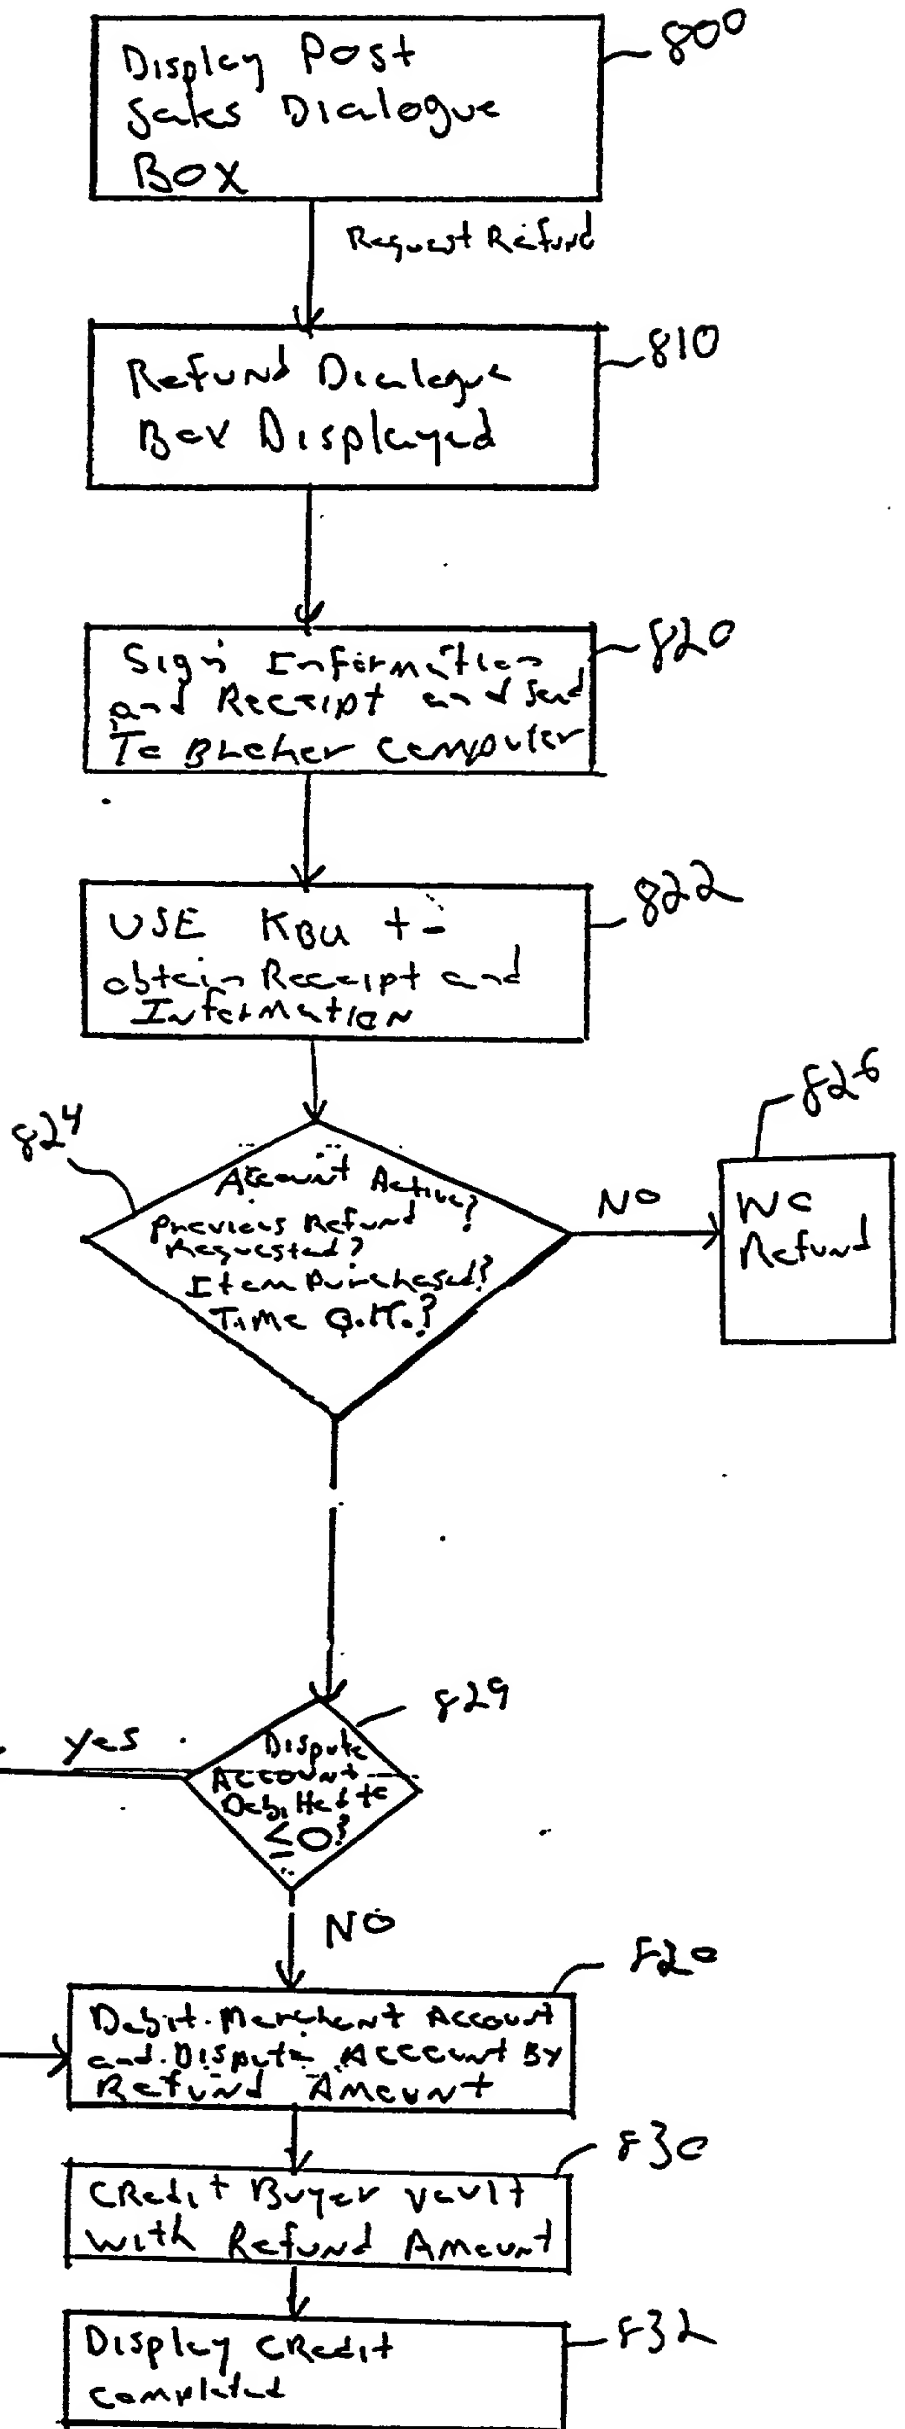 Display Post
Sales Dialogue
Box
800
Request Refund
Refund Dialogue
Box Displayed
810
Sign Information
and Receipt and Send
To Blcker Computer
820
USE KBU to
obtain Receipt and
Information
822
824
Account Active?
Previous Refund
Requested?
Item purchased?
Time O.K.?
NO
826
No
Refund
829
yes
Dispute
Account
Debitted to
≤0?
NO
820
Debit Merchant Account
and Dispute Account By
Refund Amount
830
Credit Buyer Vault
with Refund Amount
832
Display Credit
completed